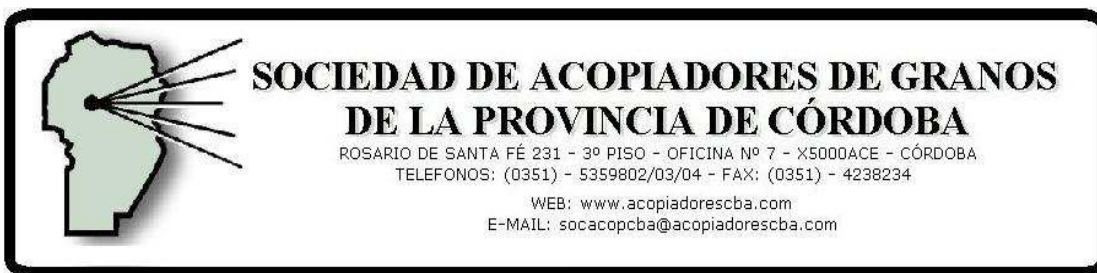 SOCIEDAD DE ACOPIADORES DE GRANOS
DE LA PROVINCIA DE CÓRDOBA
ROSARIO DE SANTA FÉ 231 - 3º PISO - OFICINA Nº 7 - X5000ACE - CÓRDOBA
TELEFONOS: (0351) - 5359802/03/04 - FAX: (0351) - 4238234
WEB: www.acopiadorescba.com
E-MAIL: socacopcba@acopiadorescba.com